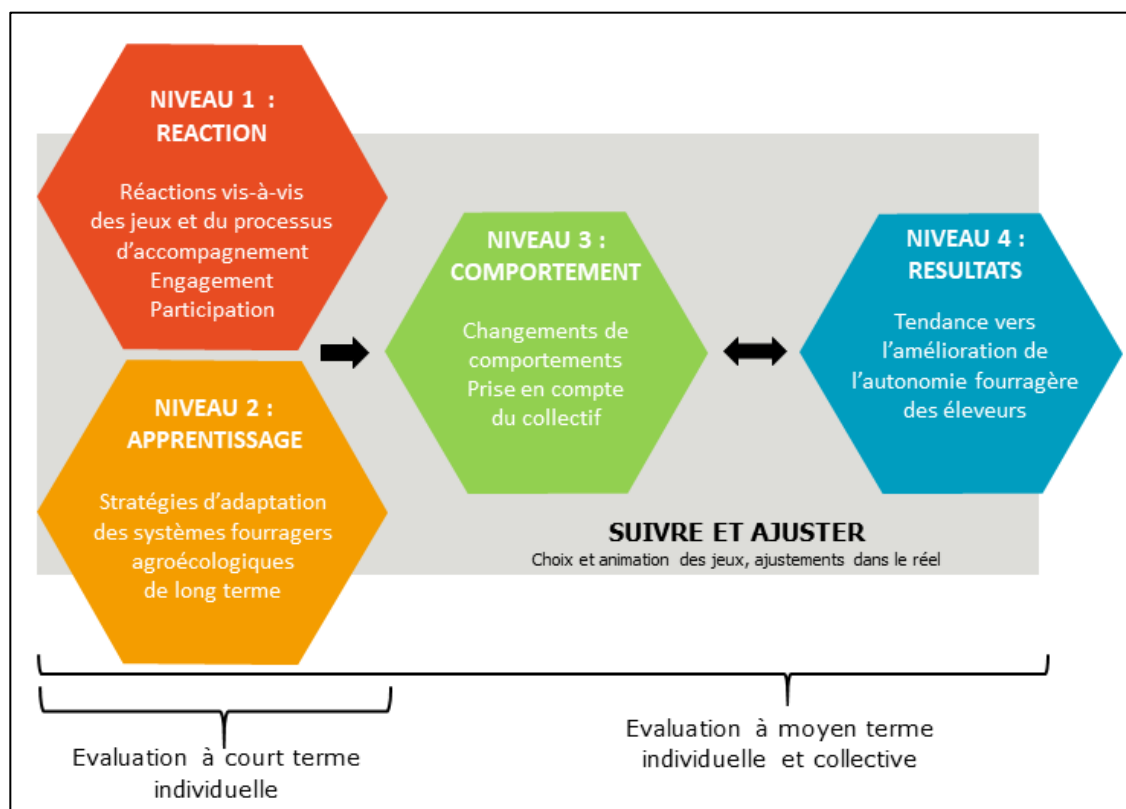 NIVEAU 1 :
REACTION
Réactions vis-à-vis
des jeux et du processus
d'accompagnement
Engagement
Participation
NIVEAU 2 :
APPRENTISSAGE
Stratégies d'adaptation
des systèmes fourragers
agroécologiques
de long terme
NIVEAU 3 :
COMPORTEMENT
Changements de
comportements
Prise en compte
du collectif
NIVEAU 4 :
RESULTATS
Tendance vers
l'amélioration de
l'autonomie fourragère
des éleveurs
SUIVRE ET AJUSTER
Choix et animation des jeux, ajustements dans le réel
Evaluation à court terme
individuelle
Evaluation à moyen terme
individuelle et collective